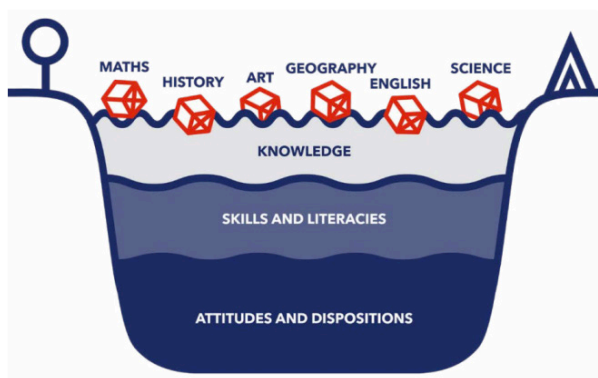 MATHS
HISTORY
ART
GEOGRAPHY
ENGLISH
SCIENCE
KNOWLEDGE
SKILLS AND LITERACIES
ATTITUDES AND DISPOSITIONS